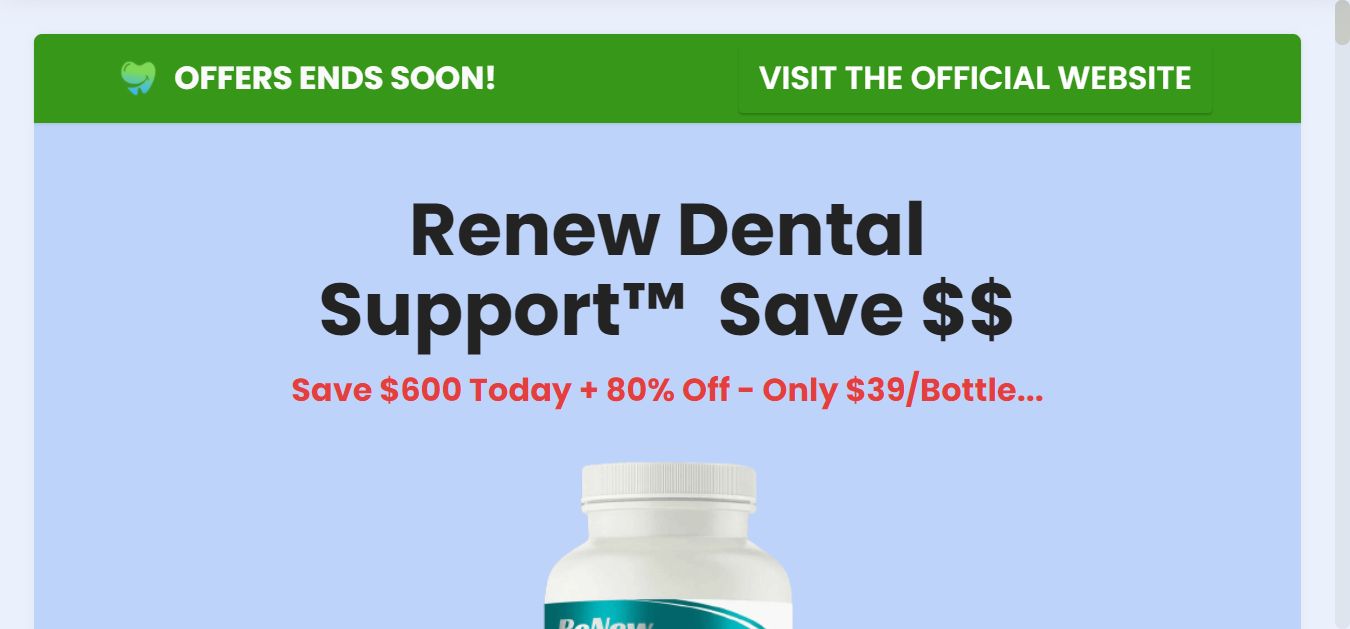 OFFERS ENDS SOON!
VISIT THE OFFICIAL WEBSITE
Renew Dental
Support™ Save $$
Save $600 Today + 80% Off - Only $39/Bottle...
ReNew